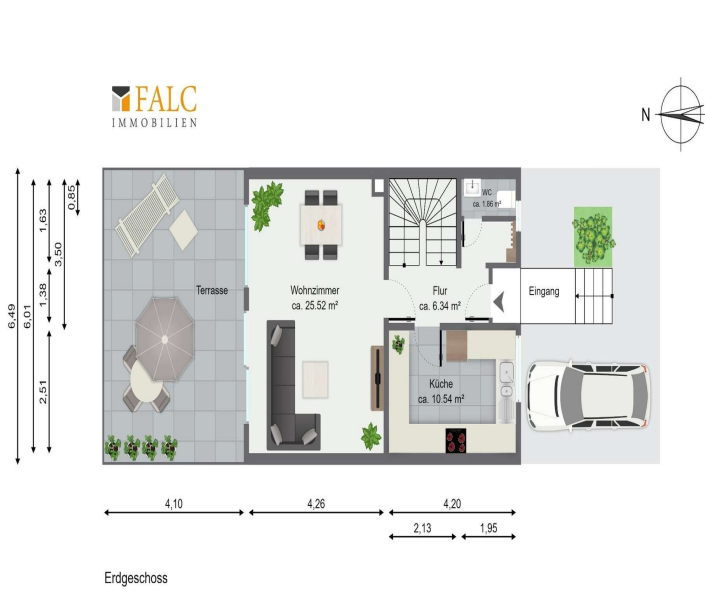 FALC
IMMOBILIEN
N
WC
ca. 1.86 m²
Terrasse
Wohnzimmer
ca. 25.52 m²
Flur
ca. 6.34 m²
Eingang
Küche
ca. 10.54 m²
6,49
6,01
1,63
1,38
2,51
3,50
0,85
4,10
4,26
4,20
2,13
1,95
Erdgeschoss